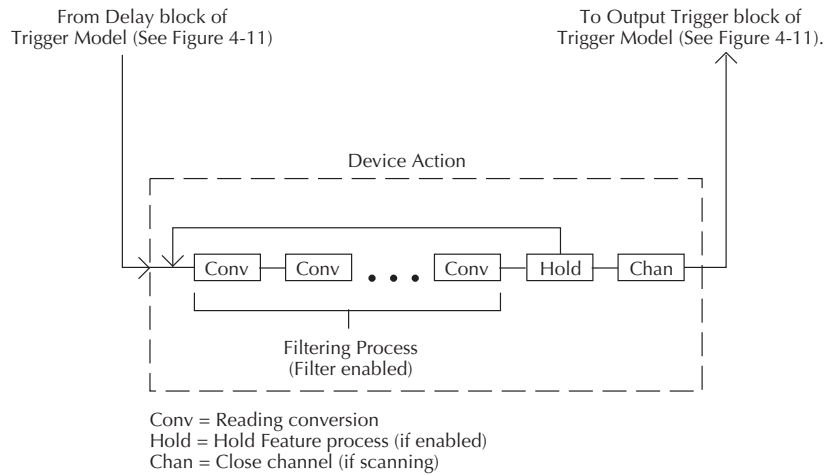 From Delay block of
Trigger Model (See Figure 4-11)
To Output Trigger block of
Trigger Model (See Figure 4-11).
Device Action
Conv
Conv
Conv
Hold
Chan
Filtering Process
(Filter enabled)
Conv = Reading conversion
Hold = Hold Feature process (if enabled)
Chan = Close channel (if scanning)